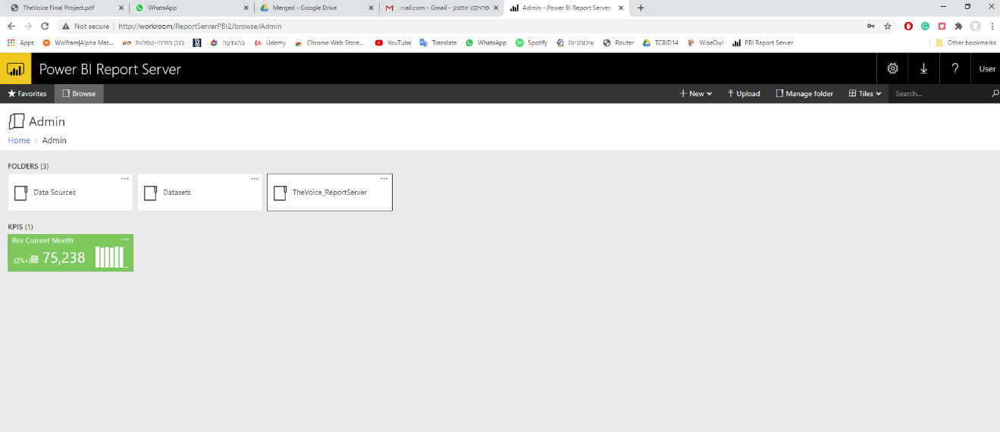 TheVoice Final Project.pdf
WhatsApp
Merged - Google Drive
פרויקט אמצע - gmail.com - Gmail
Admin - Power BI Report Server
Not secure | http://workroom/ReportServerPBI2/browse/Admin
Apps
Wolfram|Alpha Mat...
בנק מזרחי-טפחות
בהצדעה
Udemy
Chrome Web Store...
YouTube
Translate
WhatsApp
Spotify
איכותניות
Router
TCBID14
WiseOwl
PBI Report Server
Other bookmarks
Power BI Report Server
User
Favorites
Browse
New
Upload
Manage folder
Tiles
Search...
Admin
Home > Admin
FOLDERS (3)
Data Sources
Datasets
TheVoice_ReportServer
KPIS (1)
Rev Current Month
(2%+)₪ 75,238